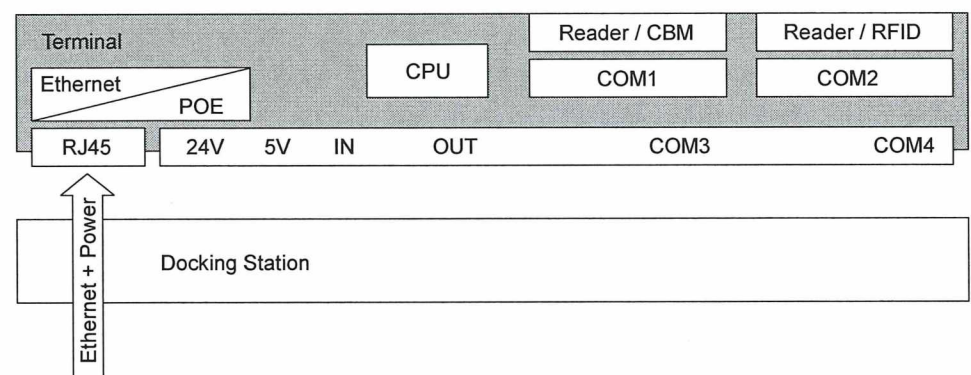 Terminal
Reader / CBM
Reader / RFID
CPU
COM1
COM2
Ethernet
POE
RJ45
24V 5V IN OUT COM3 COM4
Ethernet + Power
Docking Station